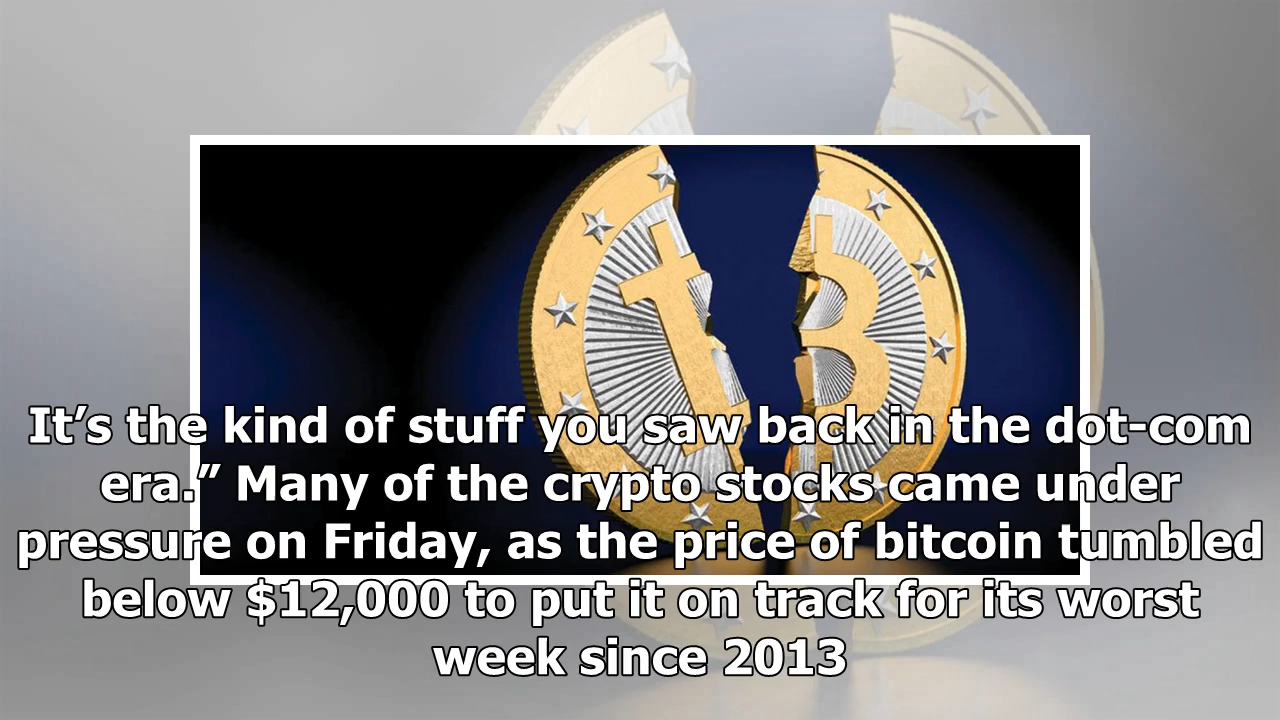 It’s the kind of stuff you saw back in the dot-com
era.” Many of the crypto stocks came under
pressure on Friday, as the price of bitcoin tumbled
below $12,000 to put it on track for its worst
week since 2013